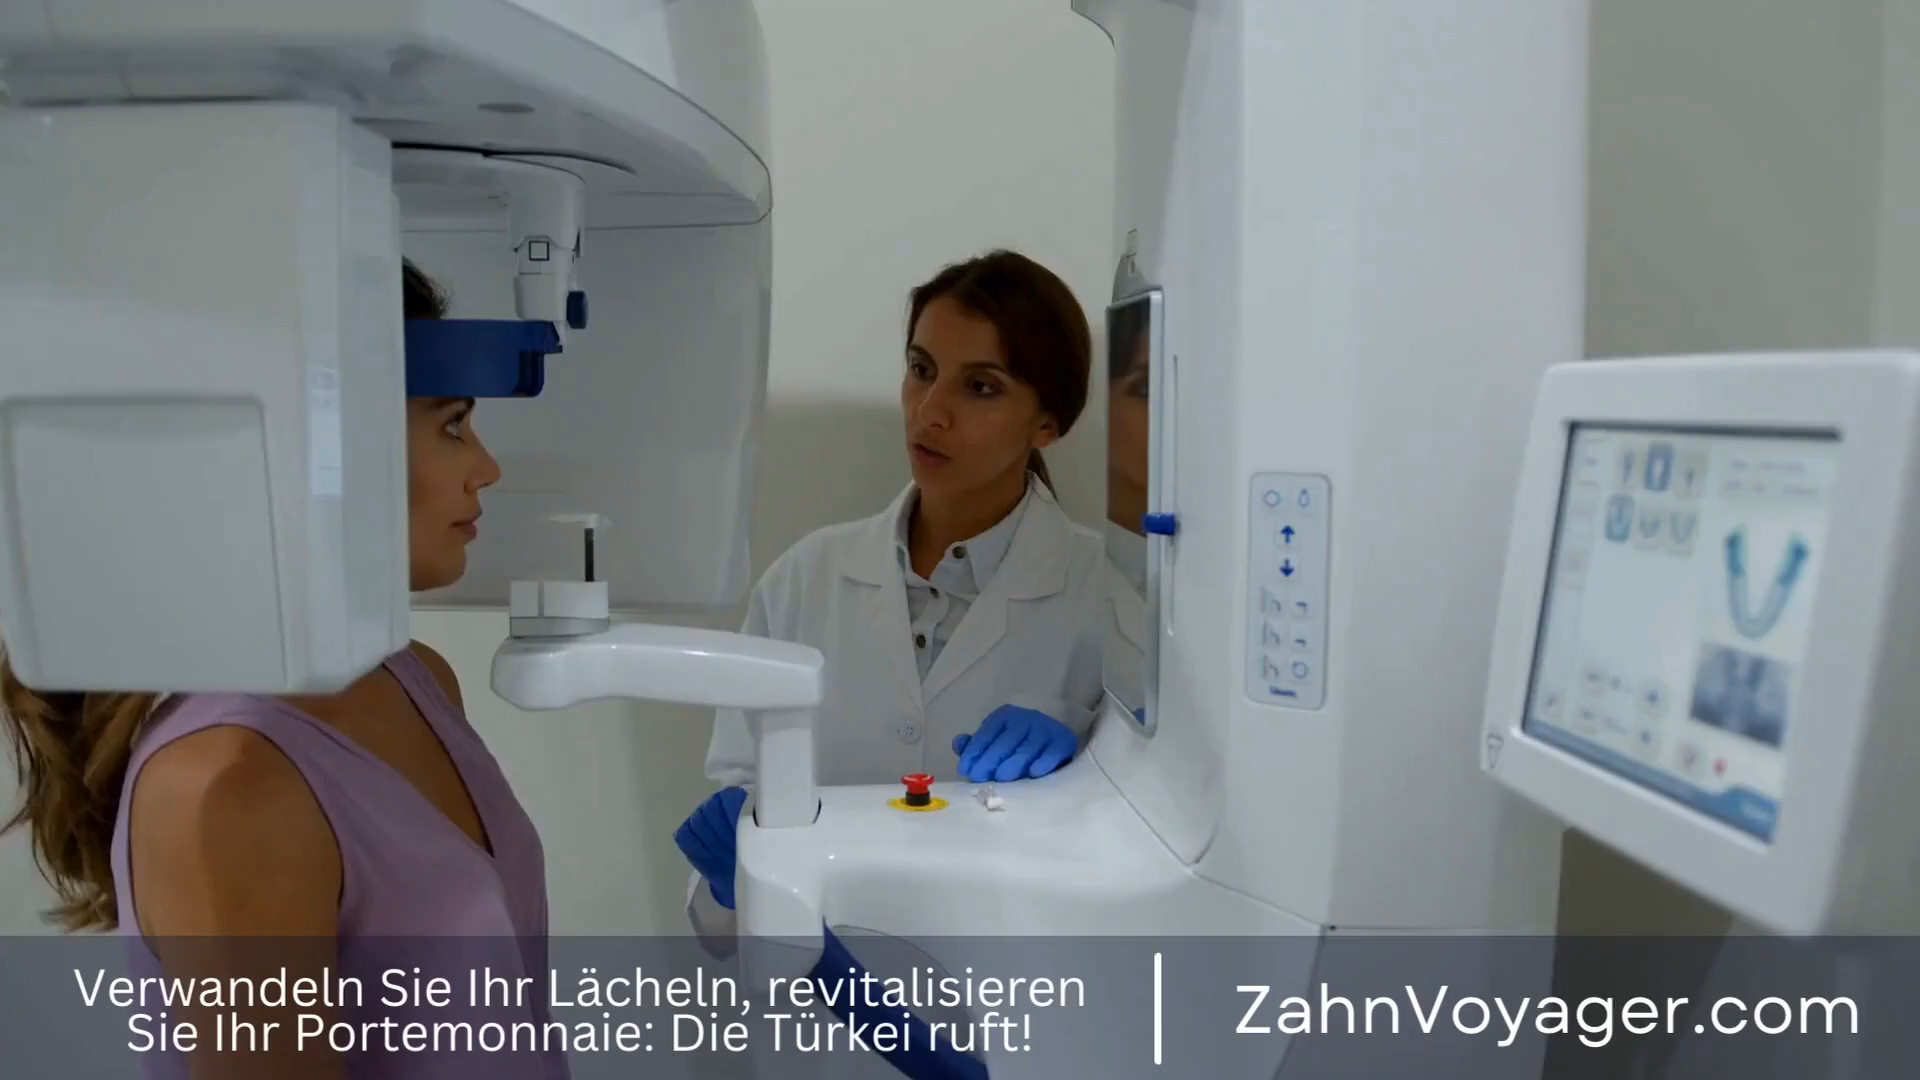 Verwandeln Sie Ihr Lächeln, revitalisieren
Sie Ihr Portemonnaie: Die Türkei ruft!
ZahnVoyager.com